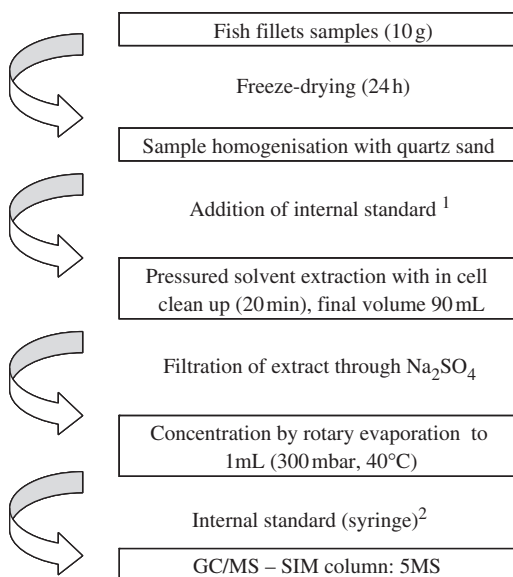 Fish fillets samples (10 g)
Freeze-drying (24 h)
Sample homogenisation with quartz sand
Addition of internal standard ¹
Pressured solvent extraction with in cell
clean up (20 min), final volume 90 mL
Filtration of extract through Na₂SO₄
Concentration by rotary evaporation to
1mL (300 mbar, 40°C)
Internal standard (syringe)²
GC/MS – SIM column: 5MS